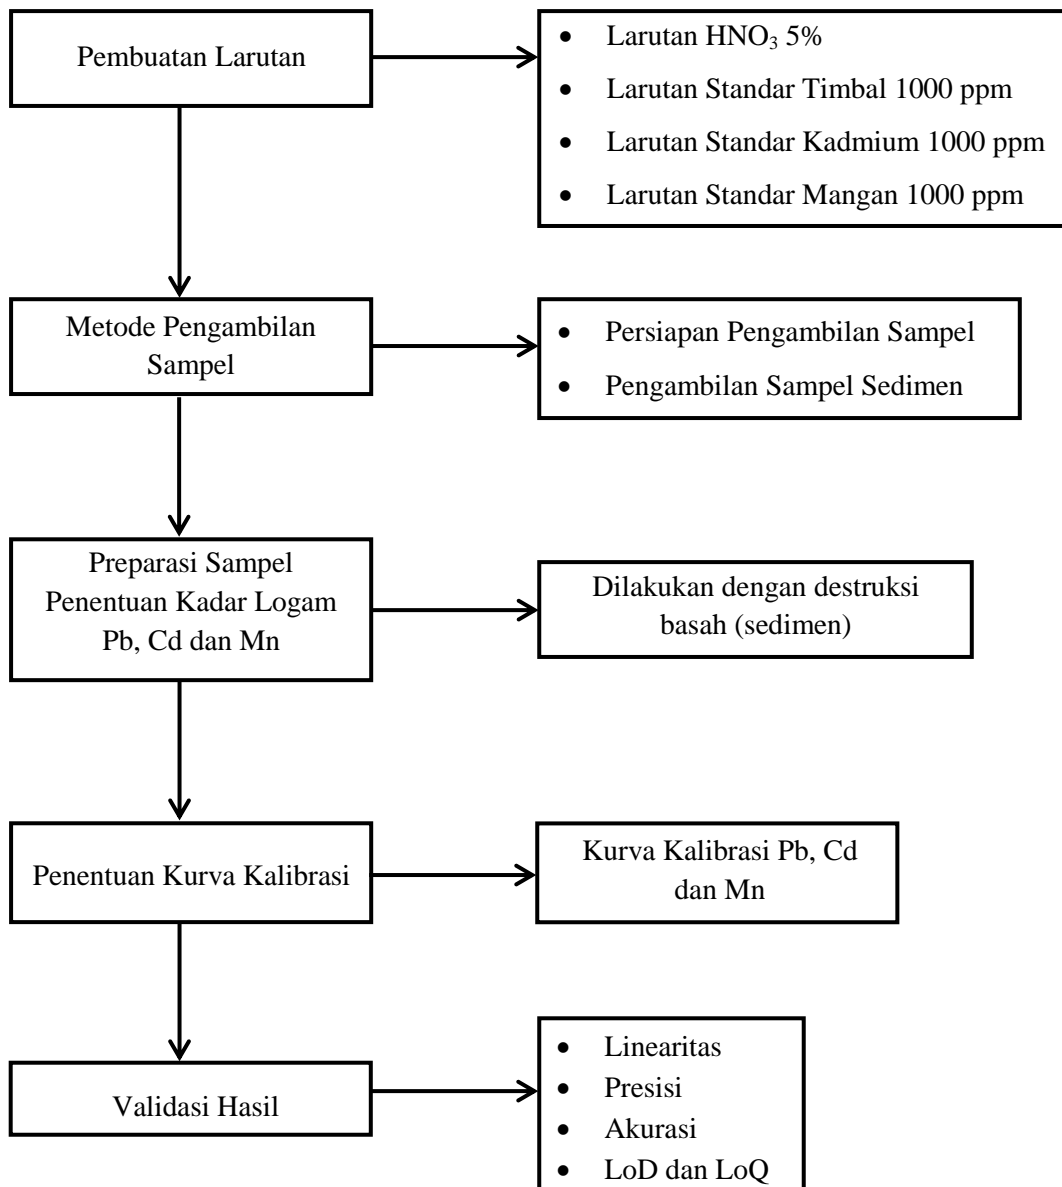 Pembuatan Larutan
• Larutan HNO₃ 5%
• Larutan Standar Timbal 1000 ppm
• Larutan Standar Kadmium 1000 ppm
• Larutan Standar Mangan 1000 ppm
Metode Pengambilan
Sampel
• Persiapan Pengambilan Sampel
• Pengambilan Sampel Sedimen
Preparasi Sampel
Penentuan Kadar Logam
Pb, Cd dan Mn
Dilakukan dengan destruksi
basah (sedimen)
Penentuan Kurva Kalibrasi
Kurva Kalibrasi Pb, Cd
dan Mn
Validasi Hasil
• Linearitas
• Presisi
• Akurasi
• LoD dan LoQ